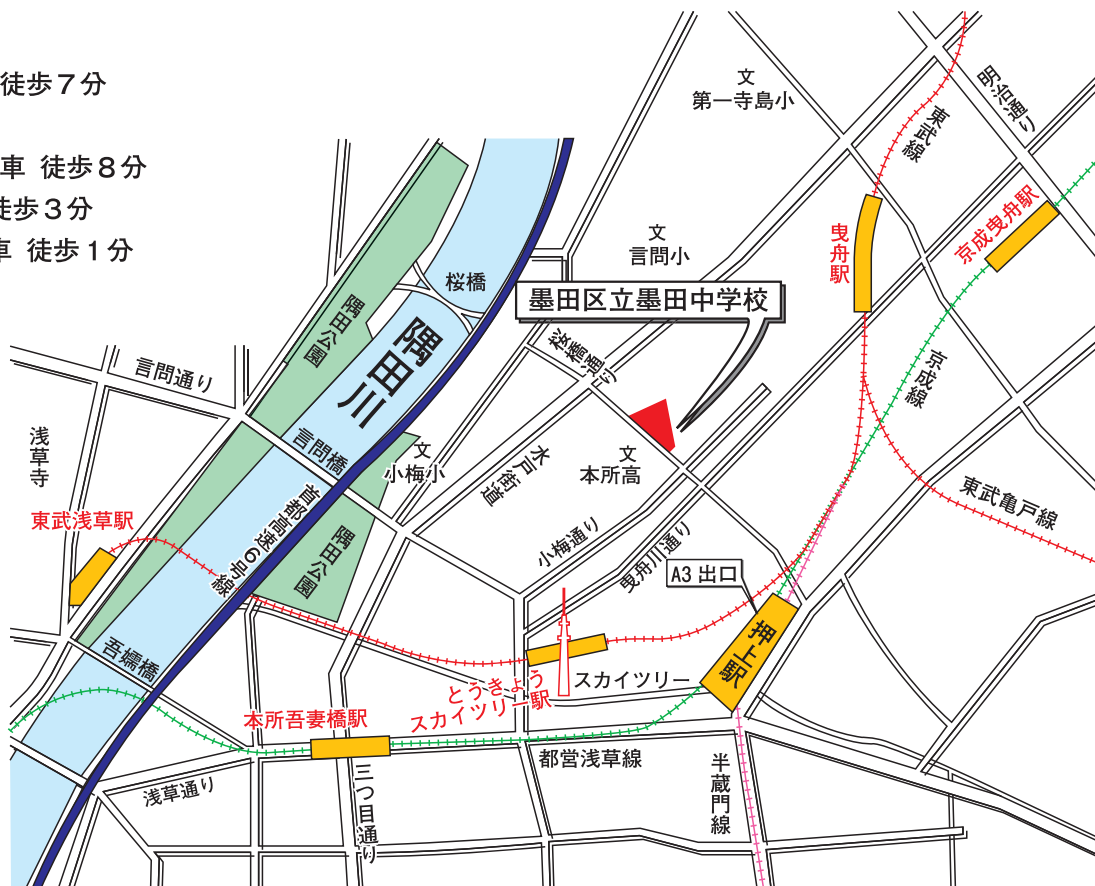 徒歩７分
車 徒歩８分
徒歩３分
車 徒歩１分
文
第一寺島小
明治通り
東武線
文
言問小
曳舟駅
京成曳舟駅
桜橋
墨田区立墨田中学校
隅田公園
隅田川
桜橋通り
京成線
言問通り
浅草寺
言問橋
文
小梅小
水戸街道
文
本所高
東武亀戸線
東武浅草駅
首都高速6号線
隅田公園
小梅通り
曳舟川通り
A3 出口
押上駅
吾嬬橋
スカイツリー
とうきょう
スカイツリー駅
本所吾妻橋駅
都営浅草線
半蔵門線
浅草通り
三つ目通り